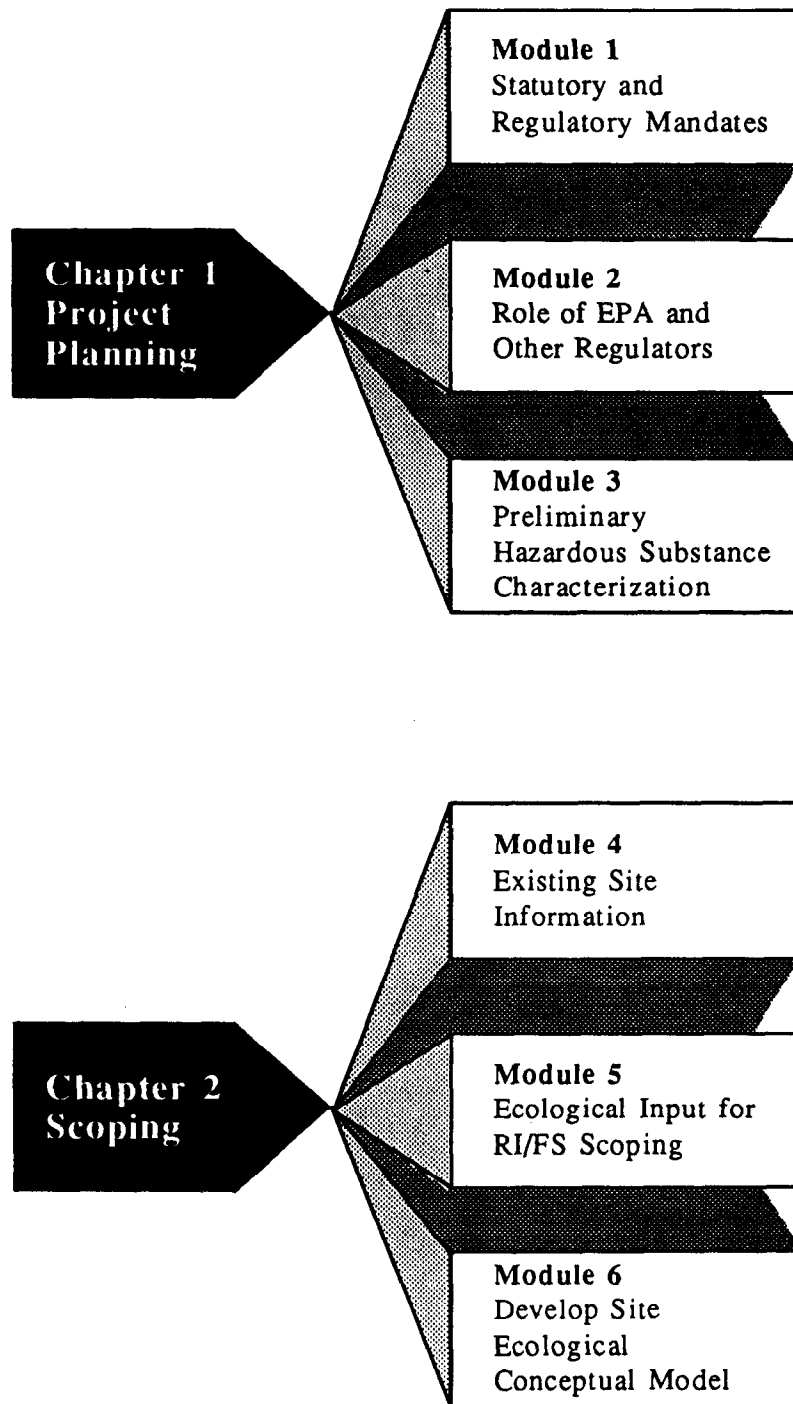 Chapter 1
Project
Planning
Module 1
Statutory and
Regulatory Mandates
Module 2
Role of EPA and
Other Regulators
Module 3
Preliminary
Hazardous Substance
Characterization
Chapter 2
Scoping
Module 4
Existing Site
Information
Module 5
Ecological Input for
RI/FS Scoping
Module 6
Develop Site
Ecological
Conceptual Model